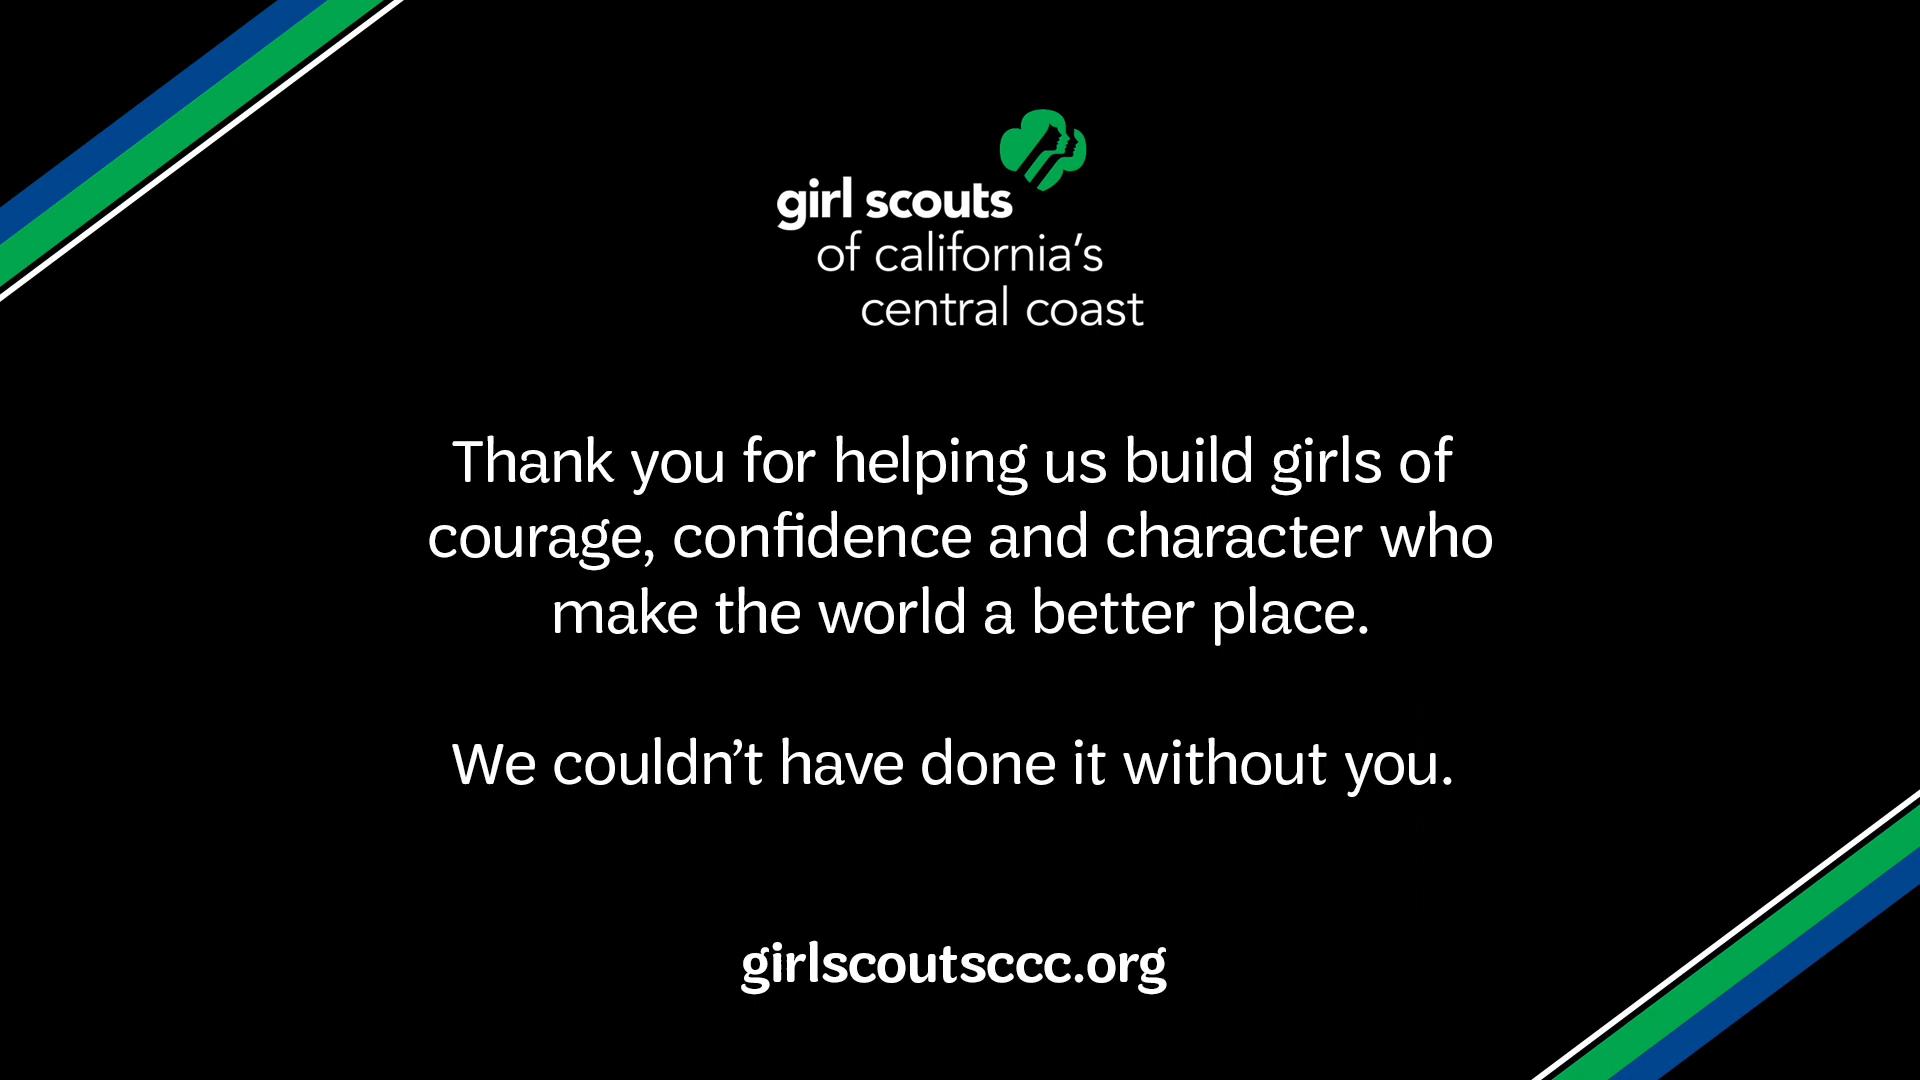 girl scouts
of california’s
central coast
Thank you for helping us build girls of
courage, confidence and character who
make the world a better place.
We couldn’t have done it without you.
girlscoutsccc.org